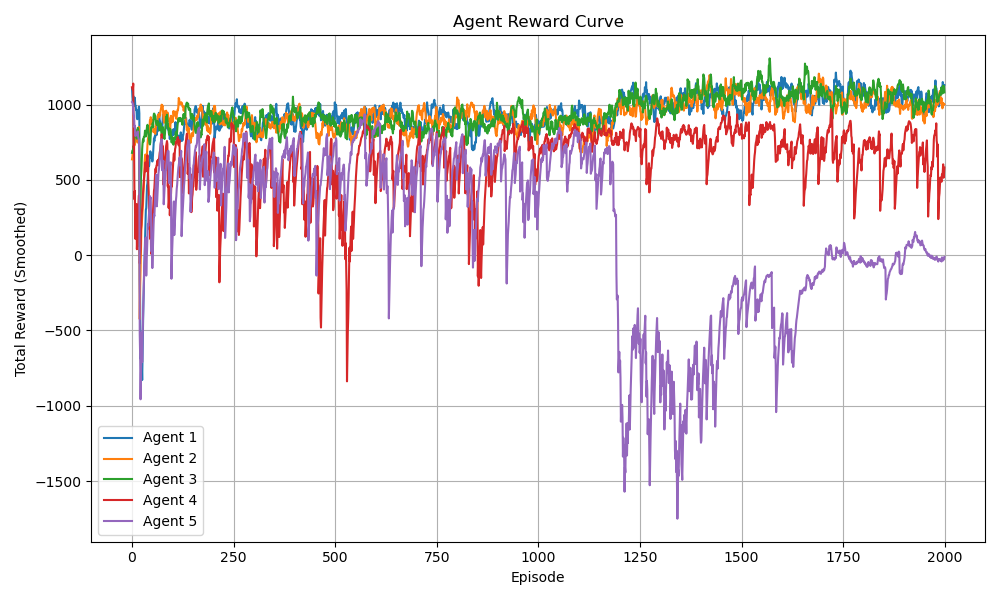 Agent Reward Curve
Total Reward (Smoothed)
1000
500
0
−500
−1000
−1500
Agent 1
Agent 2
Agent 3
Agent 4
Agent 5
0 250 500 750 1000 1250 1500 1750 2000
Episode